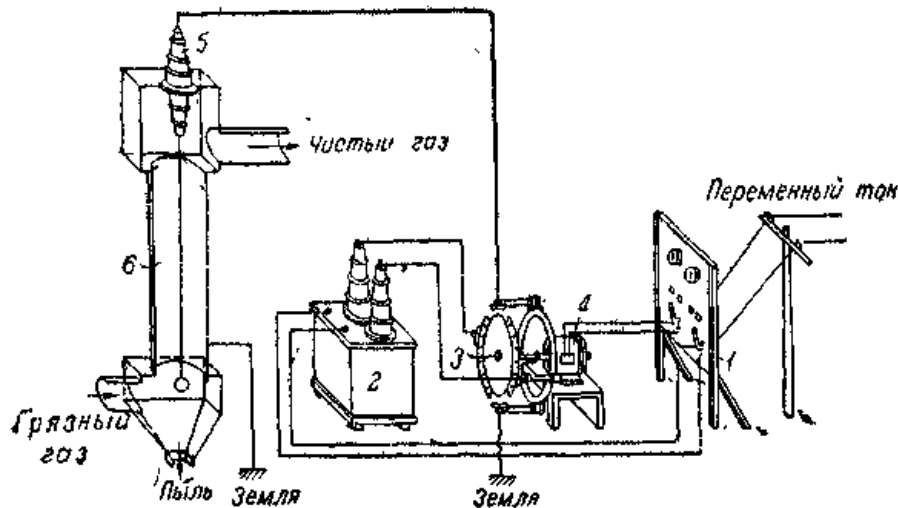 5
Чистый газ
Переменный ток
6
4
3
1
2
Грязный
газ
Пыль
Земля
Земля